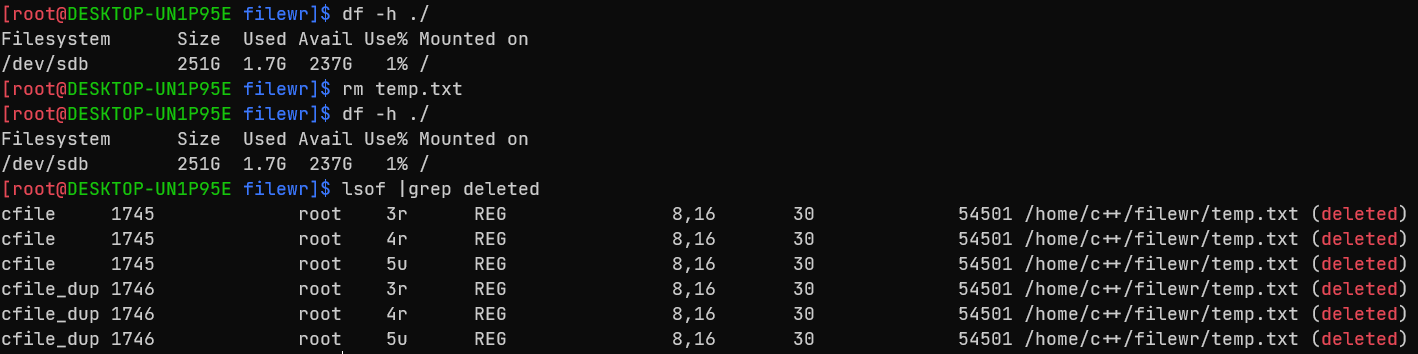 [root@DESKTOP-UN1P95E filewr]$ df -h ./
Filesystem      Size  Used Avail Use% Mounted on
/dev/sdb        251G  1.7G  237G   1% /
[root@DESKTOP-UN1P95E filewr]$ rm temp.txt
[root@DESKTOP-UN1P95E filewr]$ df -h ./
Filesystem      Size  Used Avail Use% Mounted on
/dev/sdb        251G  1.7G  237G   1% /
[root@DESKTOP-UN1P95E filewr]$ lsof |grep deleted
cfile     1745             root    3r      REG               8,16       30             54501 /home/c++/filewr/temp.txt (deleted)
cfile     1745             root    4r      REG               8,16       30             54501 /home/c++/filewr/temp.txt (deleted)
cfile     1745             root    5u      REG               8,16       30             54501 /home/c++/filewr/temp.txt (deleted)
cfile_dup 1746             root    3r      REG               8,16       30             54501 /home/c++/filewr/temp.txt (deleted)
cfile_dup 1746             root    4r      REG               8,16       30             54501 /home/c++/filewr/temp.txt (deleted)
cfile_dup 1746             root    5u      REG               8,16       30             54501 /home/c++/filewr/temp.txt (deleted)